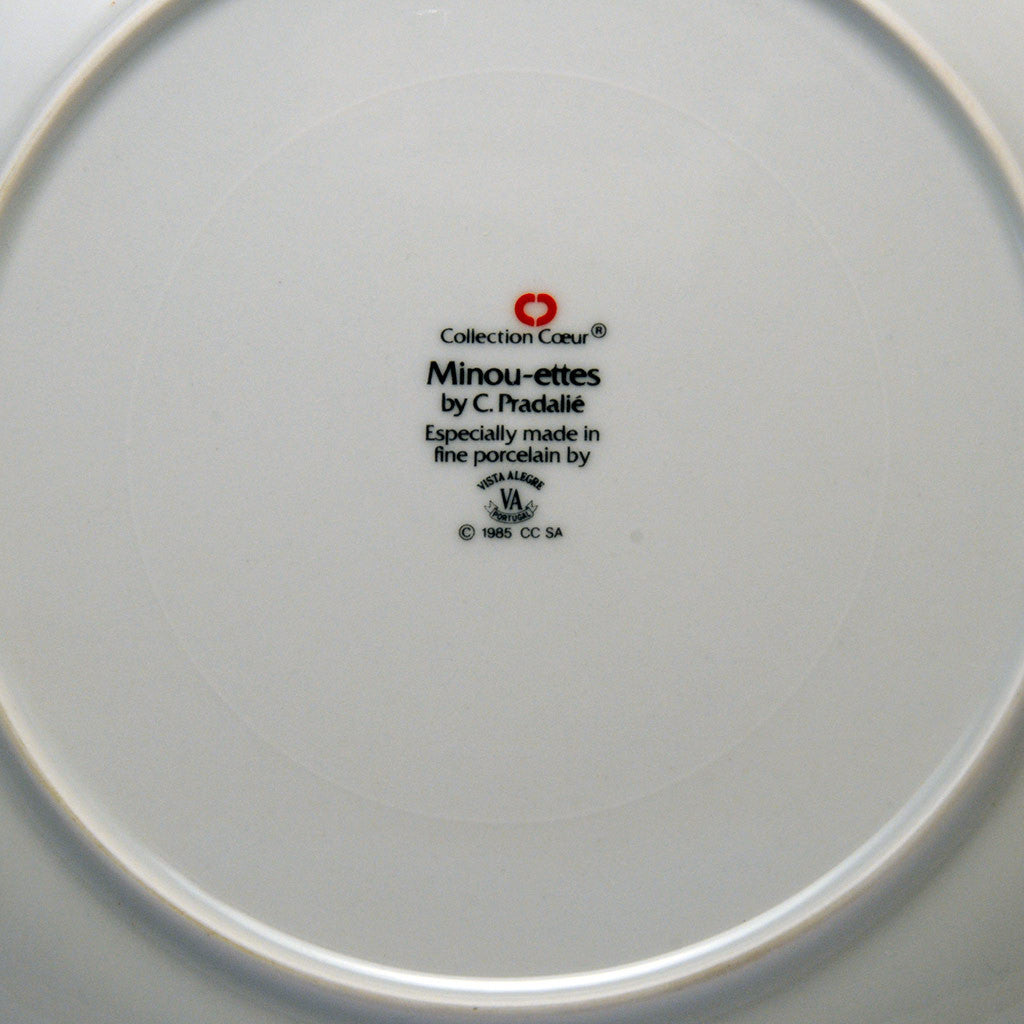 Collection Cœur®
Minou-ettes
by C. Pradalié
Especially made in
fine porcelain by
VISTA ALEGRE
VA
PORTUGAL
© 1985 CC SA